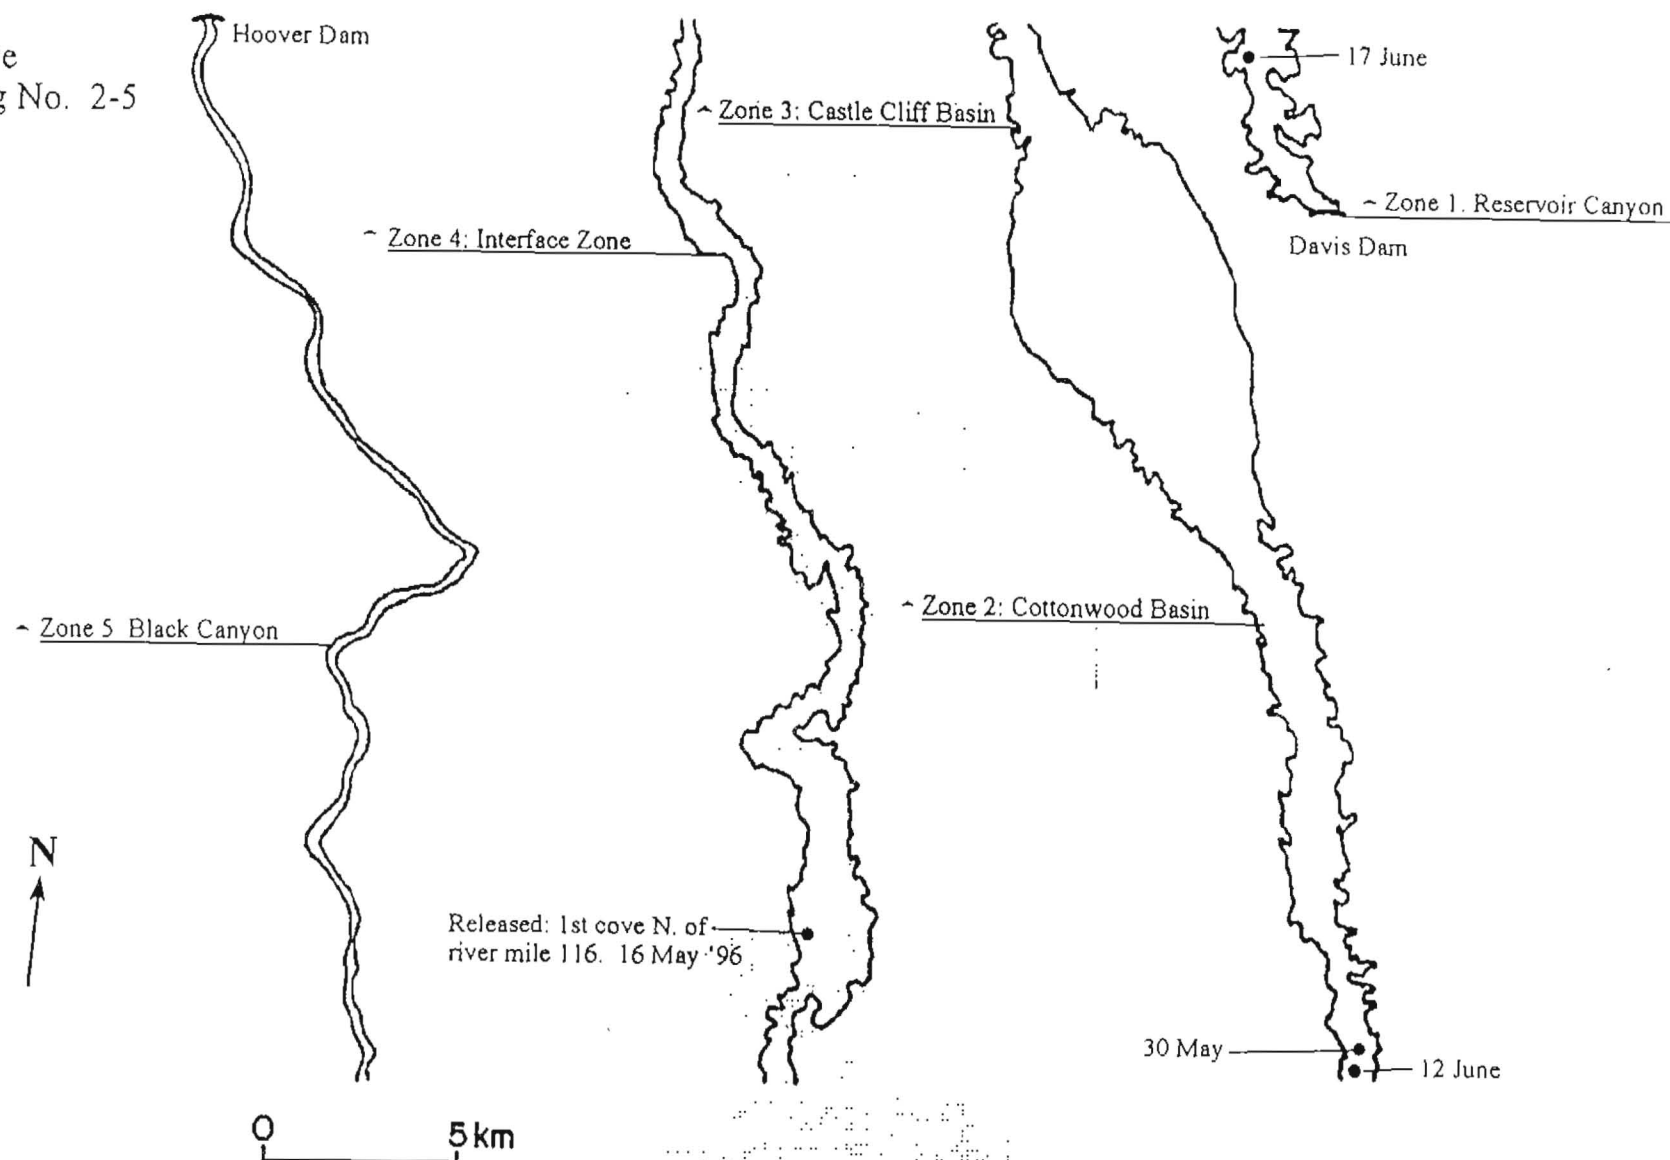 Hoover Dam
e
g No. 2-5
Zone 3: Castle Cliff Basin
17 June
Zone 4: Interface Zone
Zone 1. Reservoir Canyon
Davis Dam
Zone 5 Black Canyon
Zone 2: Cottonwood Basin
N
Released: 1st cove N. of
river mile 116. 16 May '96
30 May
12 June
0 5 km